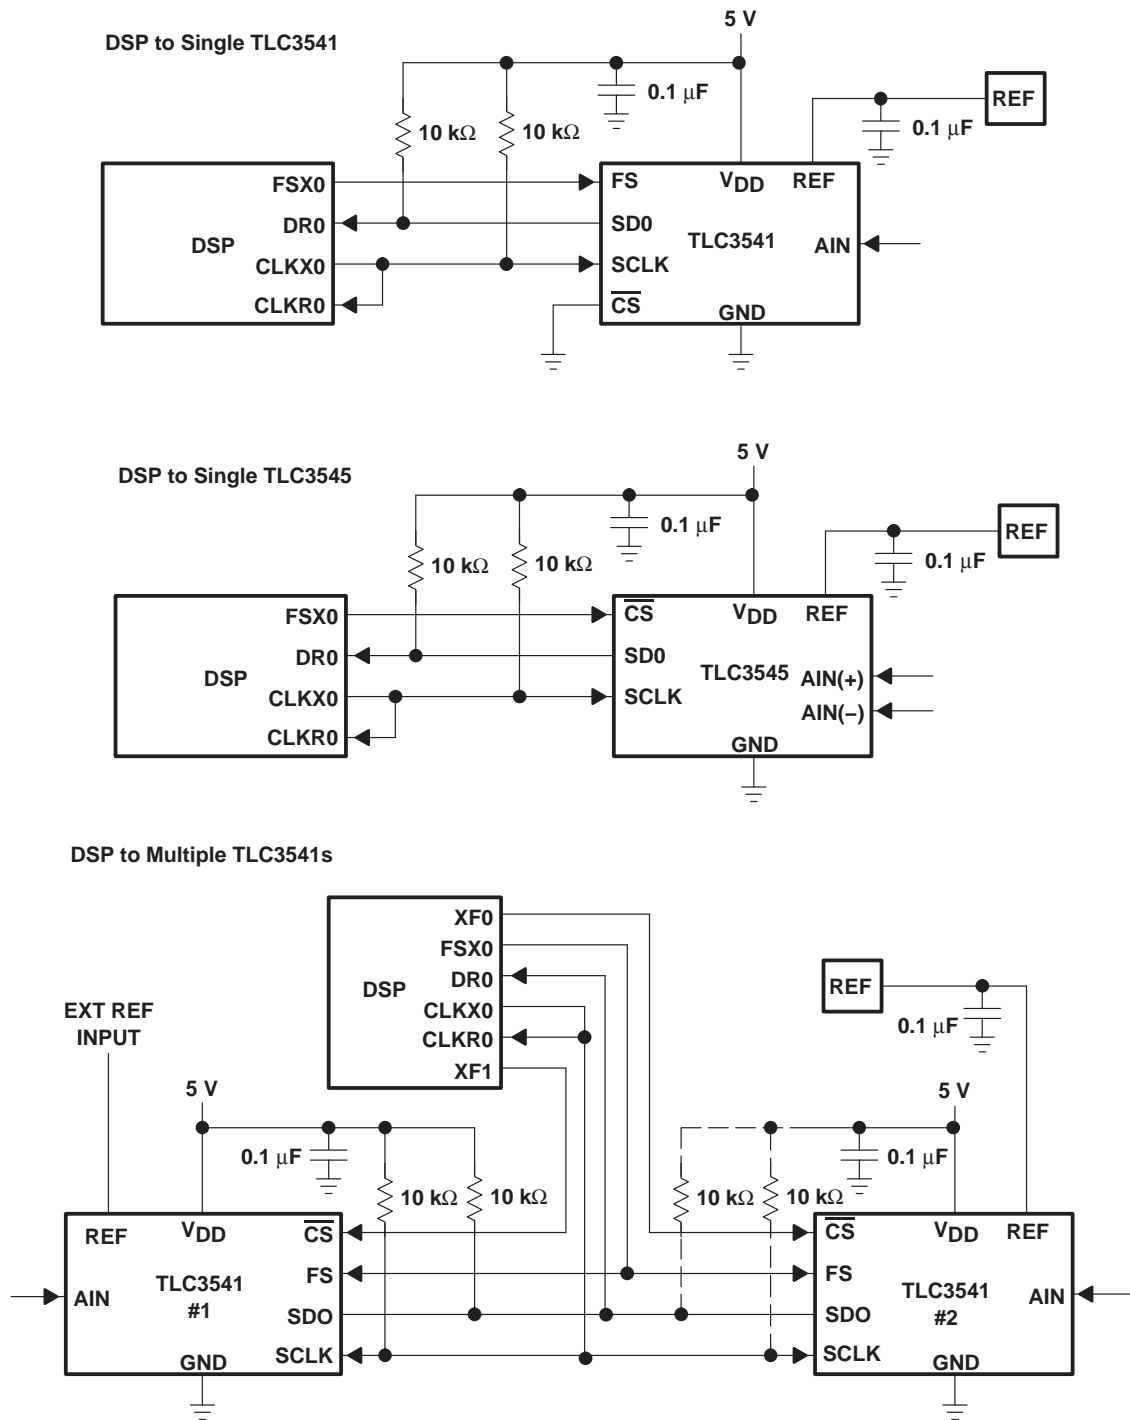 DSP to Single TLC3541
5 V
10 kΩ
10 kΩ
0.1 μF
0.1 μF
REF
DSP
FSX0
DR0
CLKX0
CLKR0
FS
SD0
SCLK
CS
VDD
REF
TLC3541
AIN
GND
DSP to Single TLC3545
5 V
10 kΩ
10 kΩ
0.1 μF
0.1 μF
REF
DSP
FSX0
DR0
CLKX0
CLKR0
CS
SD0
SCLK
VDD
REF
TLC3545
AIN(+)
AIN(−)
GND
DSP to Multiple TLC3541s
DSP
XF0
FSX0
DR0
CLKX0
CLKR0
XF1
EXT REF
INPUT
5 V
0.1 μF
10 kΩ
10 kΩ
REF
VDD
CS
FS
SDO
SCLK
AIN
TLC3541
#1
GND
REF
0.1 μF
5 V
0.1 μF
10 kΩ
10 kΩ
CS
FS
SDO
SCLK
VDD
REF
TLC3541
#2
AIN
GND